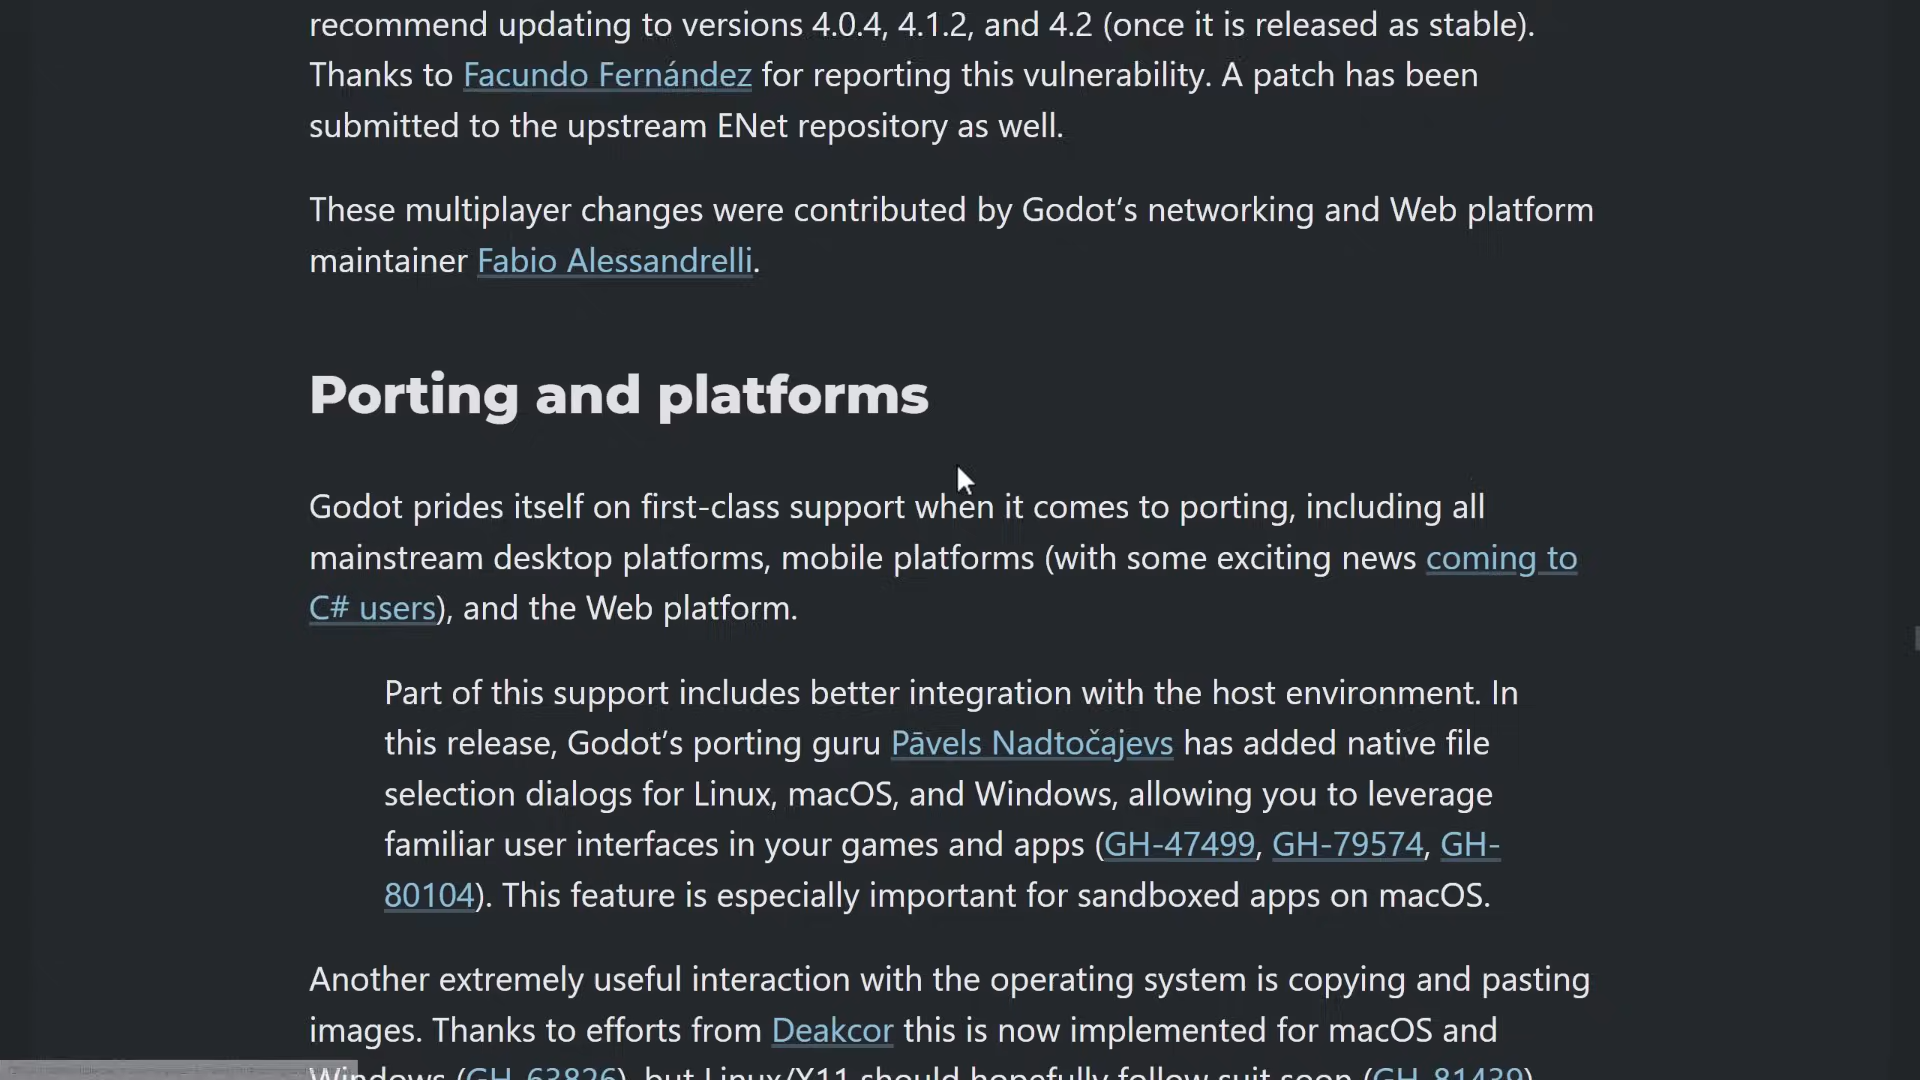 recommend updating to versions 4.0.4, 4.1.2, and 4.2 (once it is released as stable).
Thanks to Facundo Fernández for reporting this vulnerability. A patch has been
submitted to the upstream ENet repository as well.
These multiplayer changes were contributed by Godot’s networking and Web platform
maintainer Fabio Alessandrelli.
Porting and platforms
Godot prides itself on first-class support when it comes to porting, including all
mainstream desktop platforms, mobile platforms (with some exciting news coming to
C# users), and the Web platform.
Part of this support includes better integration with the host environment. In
this release, Godot’s porting guru Pāvels Nadtočajevs has added native file
selection dialogs for Linux, macOS, and Windows, allowing you to leverage
familiar user interfaces in your games and apps (GH-47499, GH-79574, GH-
80104). This feature is especially important for sandboxed apps on macOS.
Another extremely useful interaction with the operating system is copying and pasting
images. Thanks to efforts from Deakcor this is now implemented for macOS and
Windows (GH-63826), but Linux/X11 should hopefully follow suit soon (GH-81439).